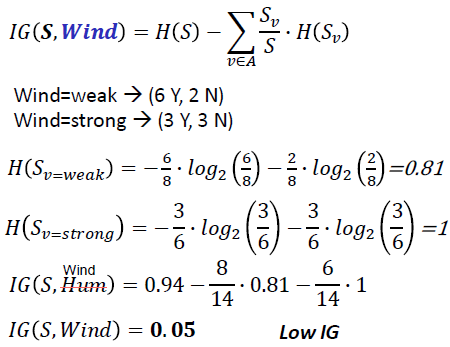 IG(S,Wind) = H(S) − ∑_{v∈A} S_v/S · H(S_v)
Wind=weak → (6 Y, 2 N)
Wind=strong → (3 Y, 3 N)
H(S_{v=weak}) = −6/8 · log₂(6/8) − 2/8 · log₂(2/8)=0.81
H(S_{v=strong}) = −3/6 · log₂(3/6) − 3/6 · log₂(3/6) =1
Wind
IG(S, Hum) = 0.94 − 8/14 · 0.81 − 6/14 · 1
IG(S, Wind) = 0.05 Low IG